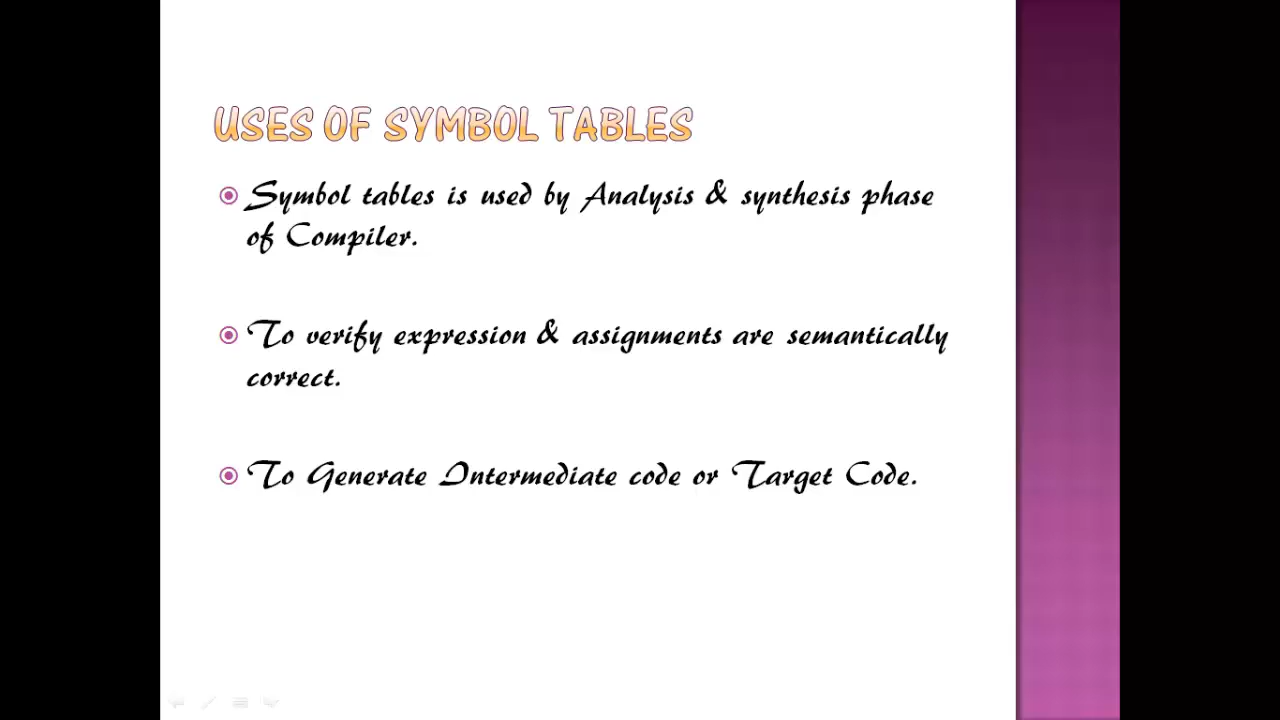 USES OF SYMBOL TABLES
Symbol tables is used by Analysis & synthesis phase
of Compiler.
To verify expression & assignments are semantically
correct.
To Generate Intermediate code or Target Code.